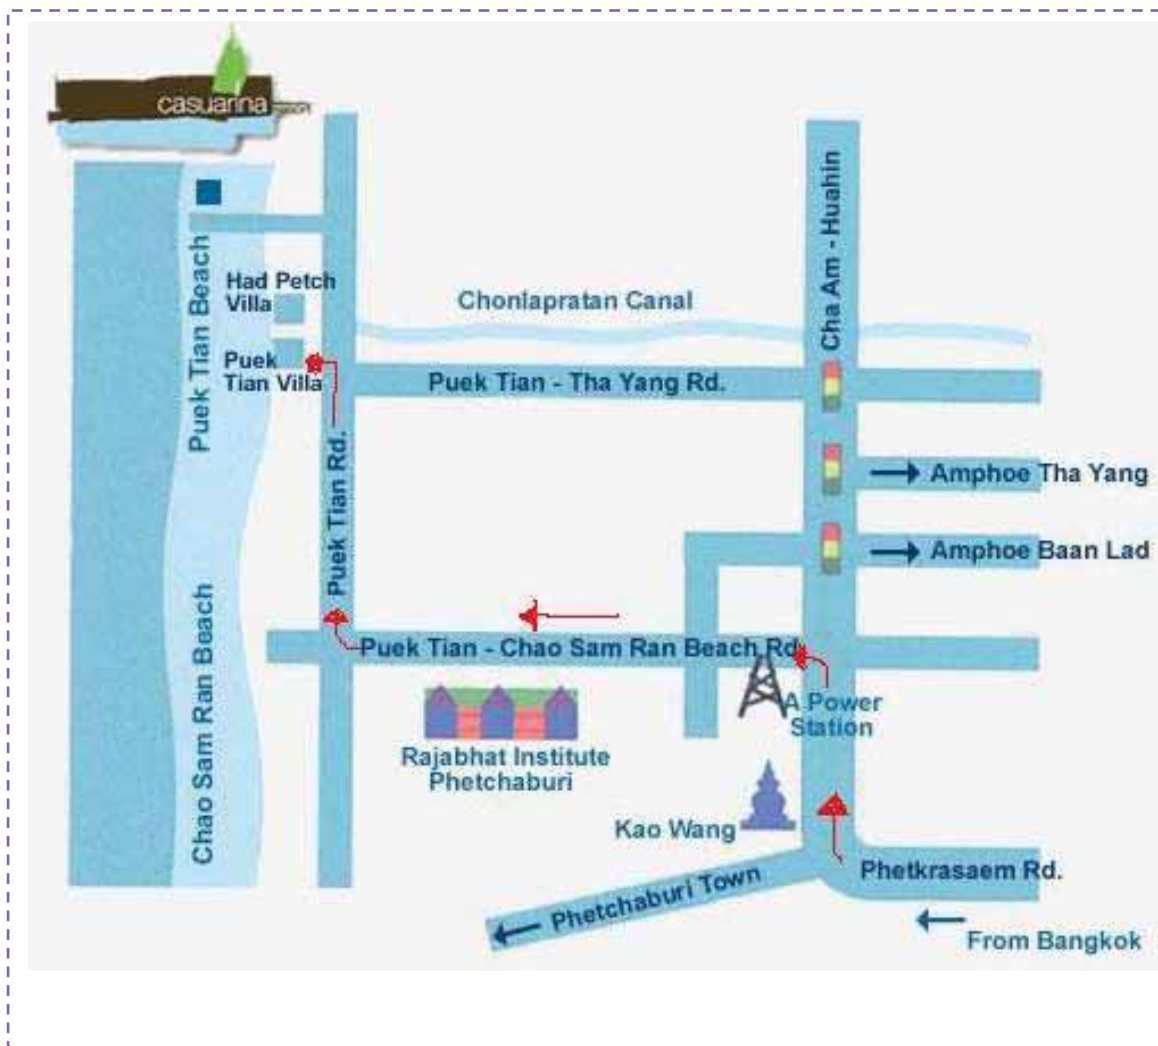 casuarina
Cha Am - Huahin
Puek Tian Beach
Had Petch
Villa
Chonlapratan Canal
Puek
Tian Villa
Puek Tian - Tha Yang Rd.
Puek Tian Rd.
Amphoe Tha Yang
Amphoe Baan Lad
Chao Sam Ran Beach
Puek Tian - Chao Sam Ran Beach Rd.
A Power
Station
Rajabhat Institute
Phetchaburi
Kao Wang
Phetchaburi Town
Phetkrasaem Rd.
From Bangkok